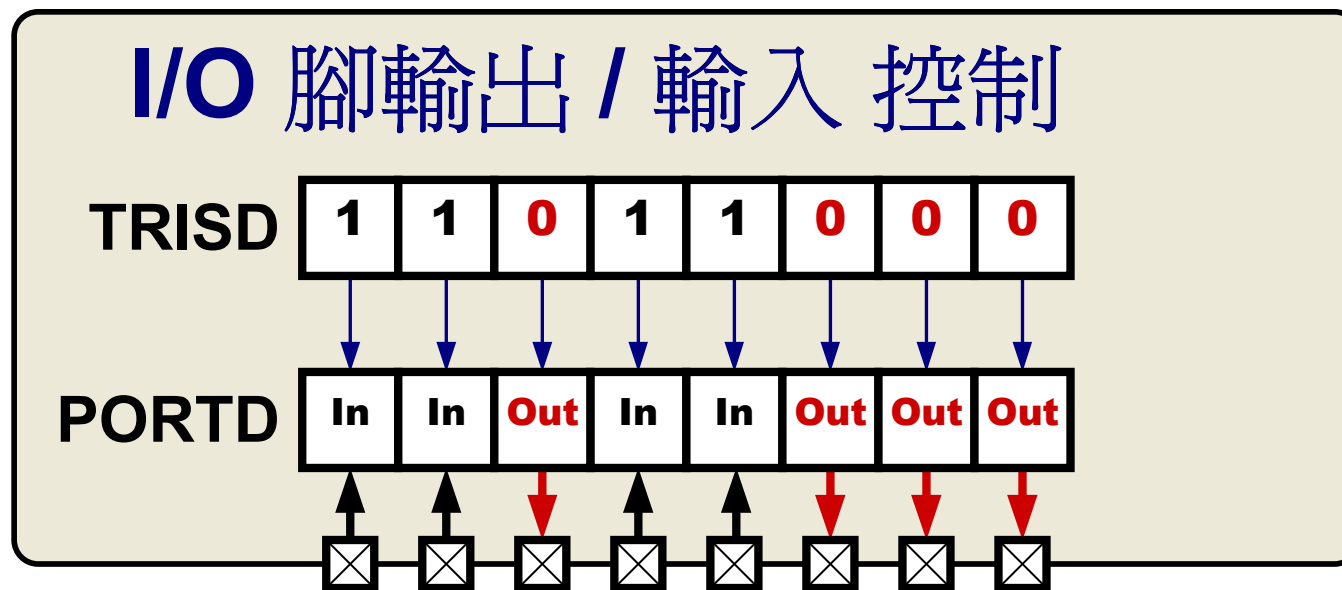 I/O 腳輸出 / 輸入 控制
TRISD 1 1 0 1 1 0 0 0
PORTD In In Out In In Out Out Out